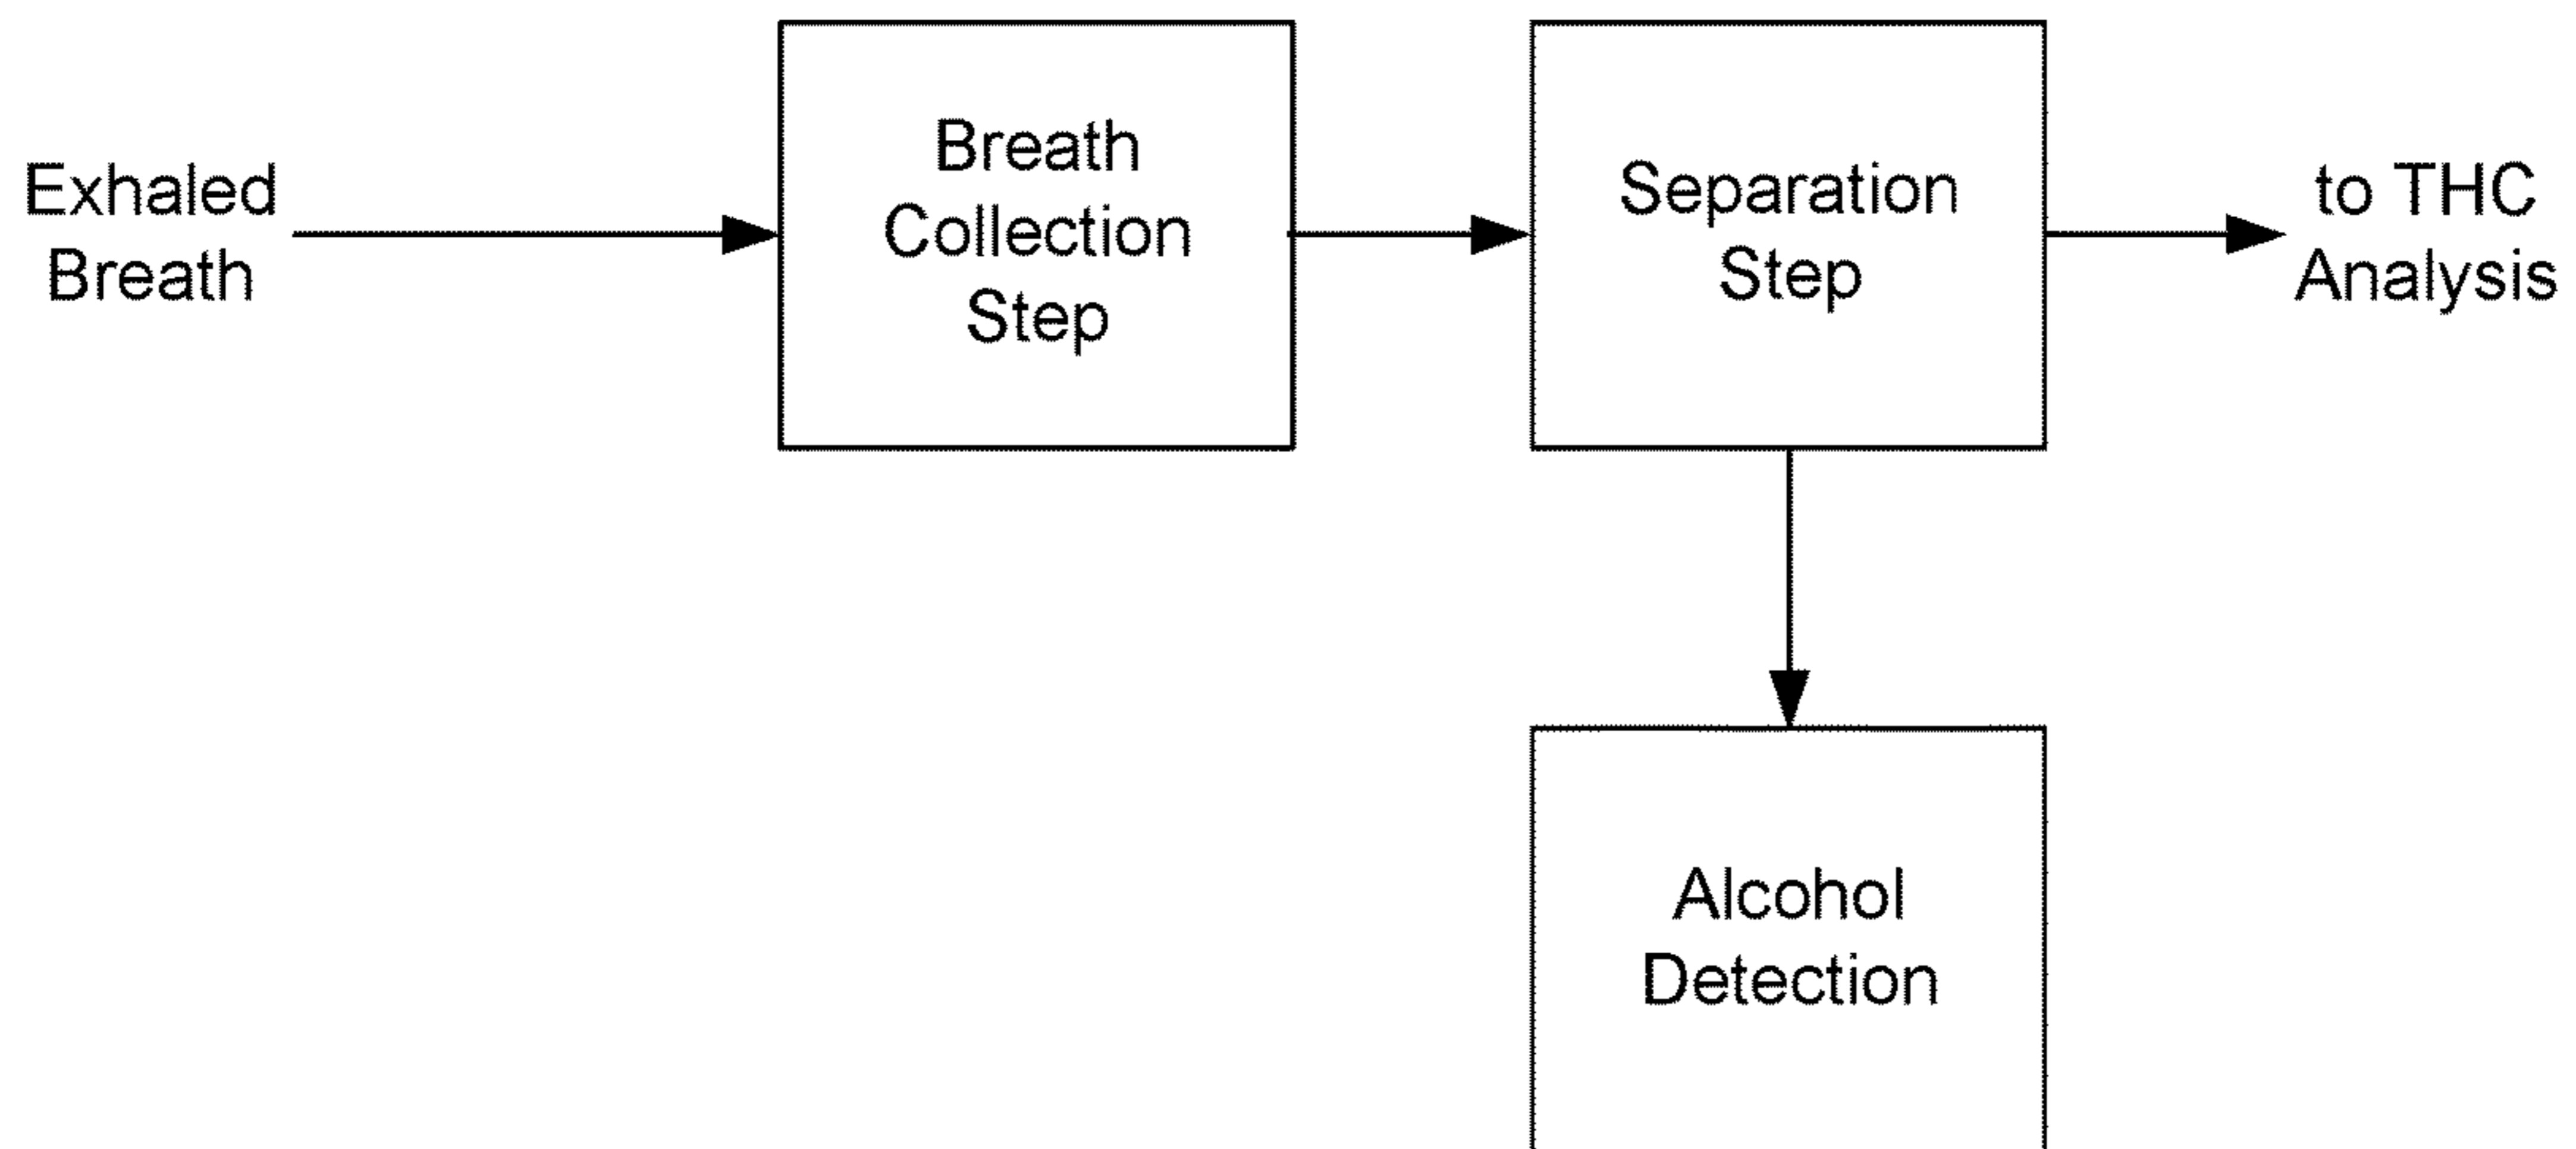 Exhaled
Breath
Breath
Collection
Step
Separation
Step
to THC
Analysis
Alcohol
Detection